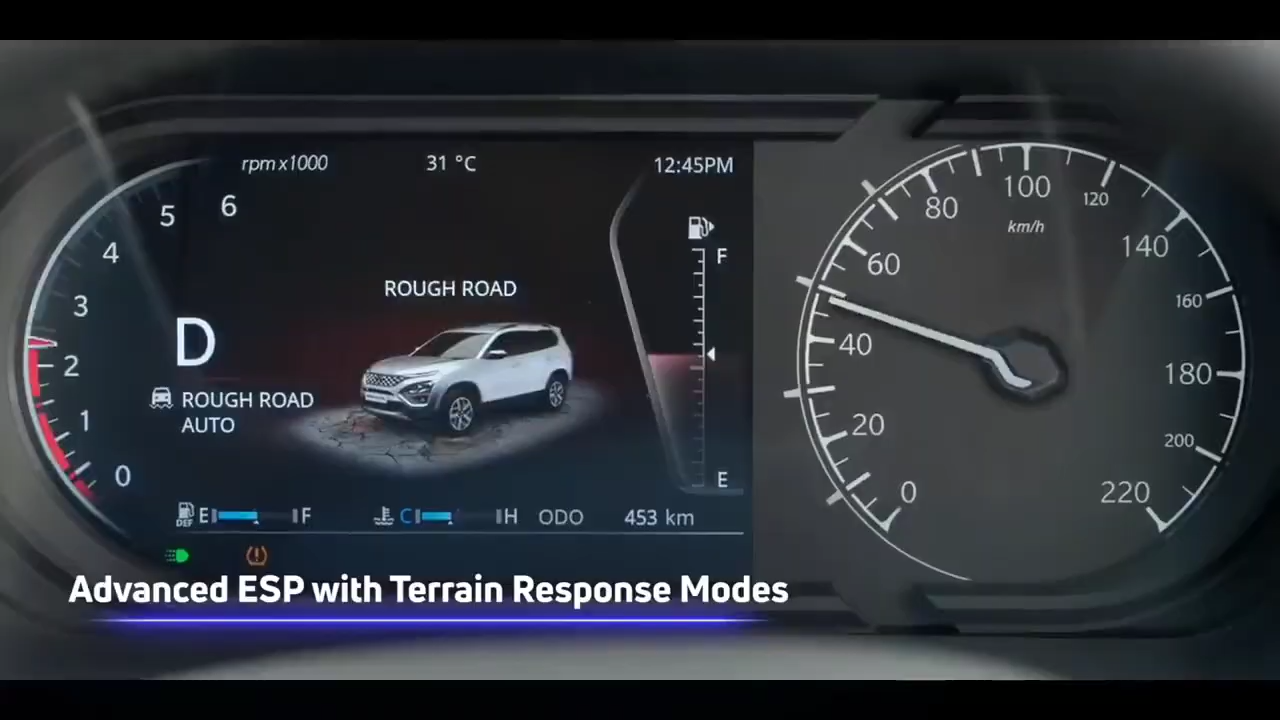 rpm x1000
31 °C
12:45PM
6
5
4
3
2
1
0
D
ROUGH ROAD
AUTO
ROUGH ROAD
F
E
DEF
E
F
C
H
ODO
453 km
100
80
120
km/h
60
140
40
160
180
20
200
0
220
Advanced ESP with Terrain Response Modes